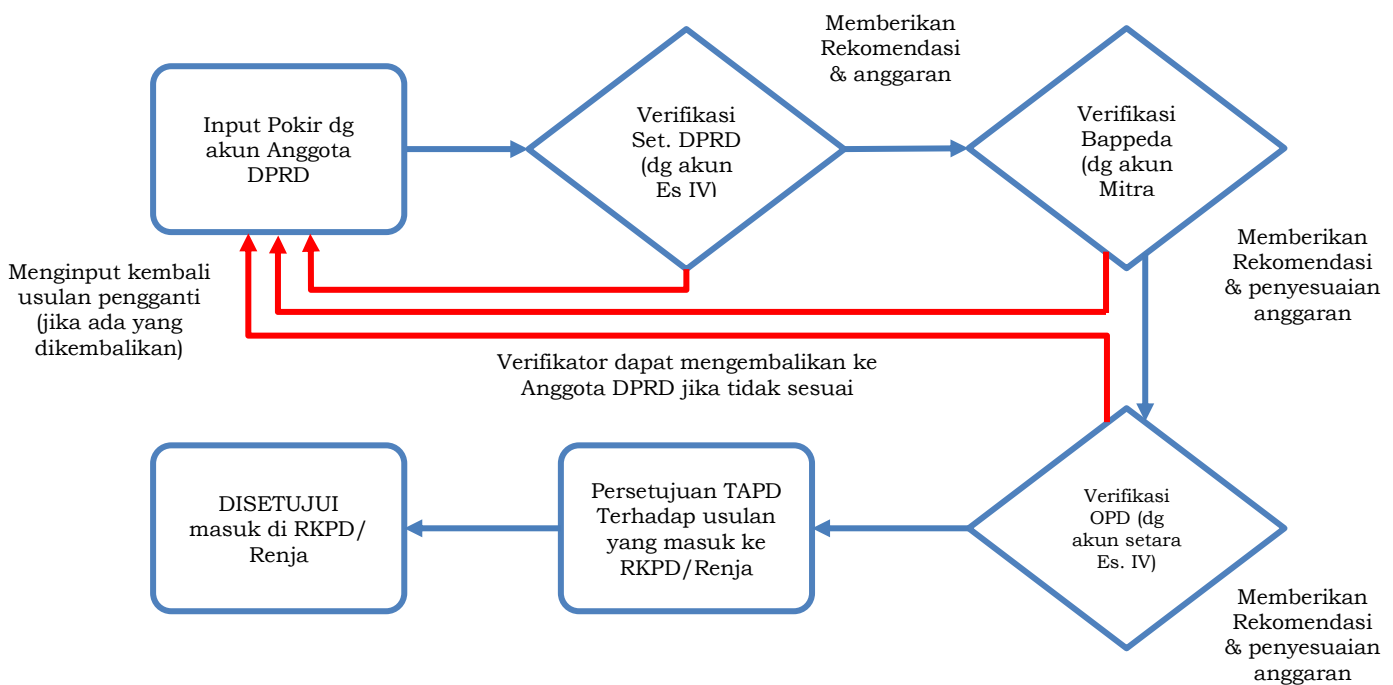 Input Pokir dg
akun Anggota
DPRD
Verifikasi
Set. DPRD
(dg akun
Es IV)
Memberikan
Rekomendasi
& anggaran
Verifikasi
Bappeda
(dg akun
Mitra
Memberikan
Rekomendasi
& penyesuaian
anggaran
Menginput kembali
usulan pengganti
(jika ada yang
dikembalikan)
Verifikator dapat mengembalikan ke
Anggota DPRD jika tidak sesuai
Verifikasi
OPD (dg
akun setara
Es. IV)
Memberikan
Rekomendasi
& penyesuaian
anggaran
Persetujuan TAPD
Terhadap usulan
yang masuk ke
RKPD/Renja
DISETUJUI
masuk di RKPD/
Renja